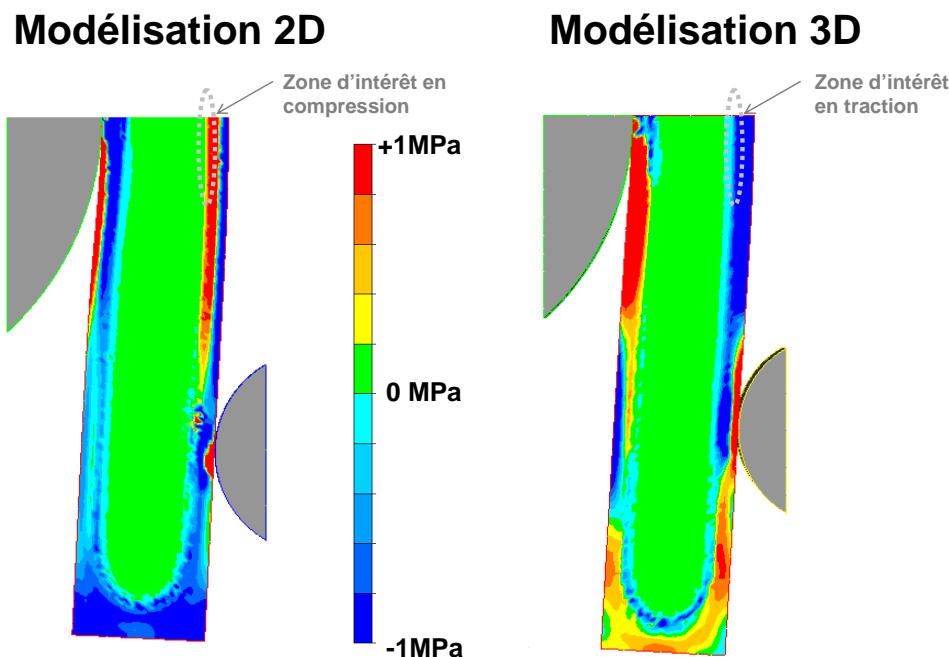 Modélisation 2D
Modélisation 3D
Zone d'intérêt en
compression
Zone d'intérêt
en traction
+1MPa
0 MPa
-1MPa